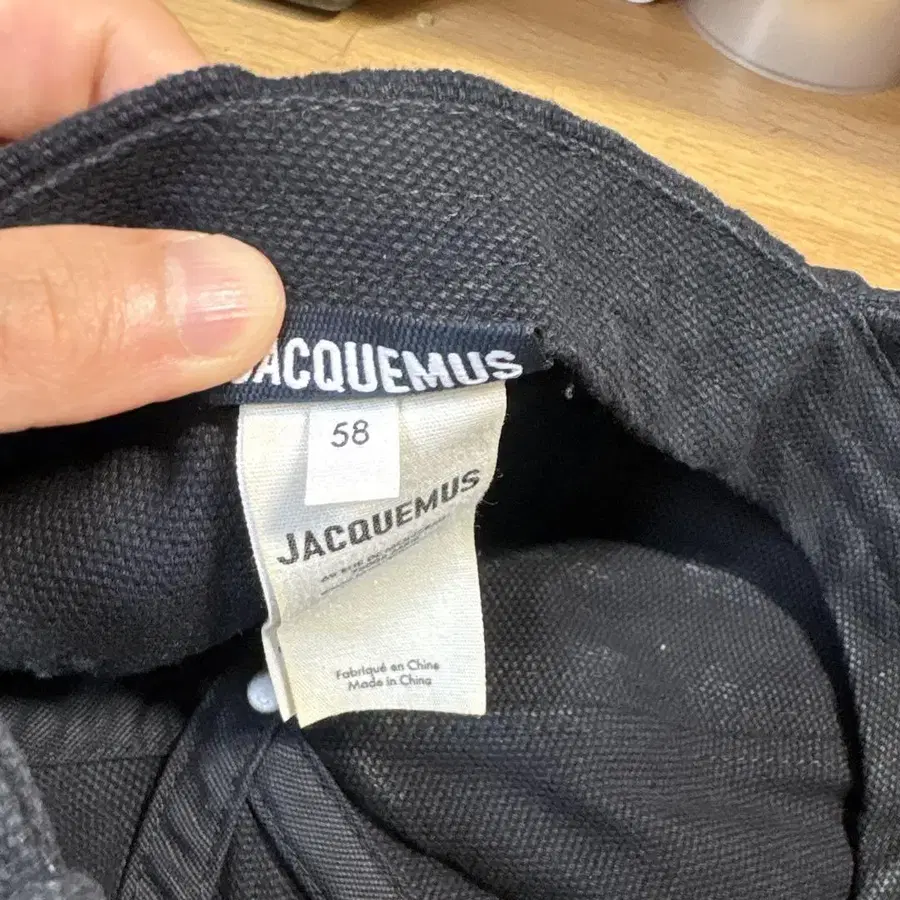 JACQUEMUS
58
JACQUEMUS
Fabriqué en Chine
Made in China